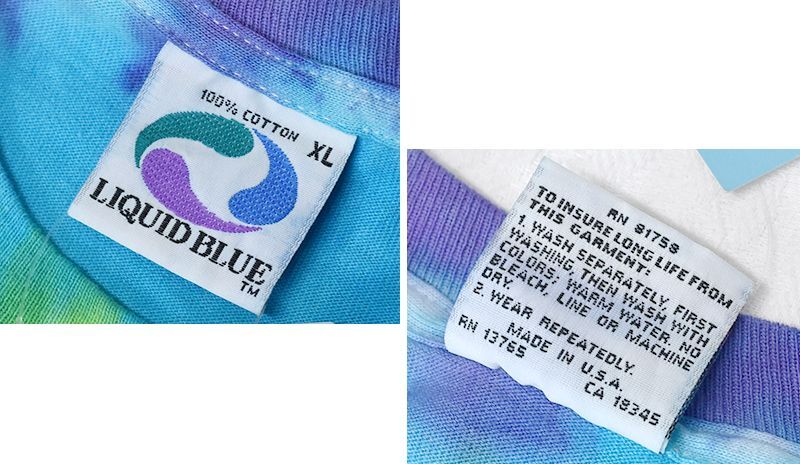 100% COTTON
XL
LIQUID BLUE
TM
RN 81758
TO INSURE LONG LIFE FROM
THIS GARMENT:
1. WASH SEPARATELY, FIRST
WASHING, THEN WASH WITH
COLORS/ WARM WATER. NO
BLEACH/ LINE OR MACHINE
DRY.
2. WEAR REPEATEDLY.
MADE IN U.S.A.
RN 13765
CA 18345